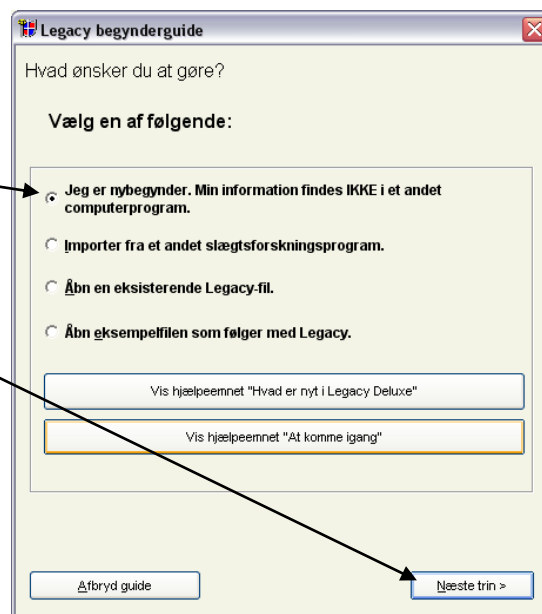 Legacy begynderguide
Hvad ønsker du at gøre?
Vælg en af følgende:
Jeg er nybegynder. Min information findes IKKE i et andet
computerprogram.
Importer fra et andet slægtsforskningsprogram.
Åbn en eksisterende Legacy-fil.
Åbn eksempelfilen som følger med Legacy.
Vis hjælpeemnet "Hvad er nyt i Legacy Deluxe"
Vis hjælpeemnet "At komme igang"
Afbryd guide
Næste trin >